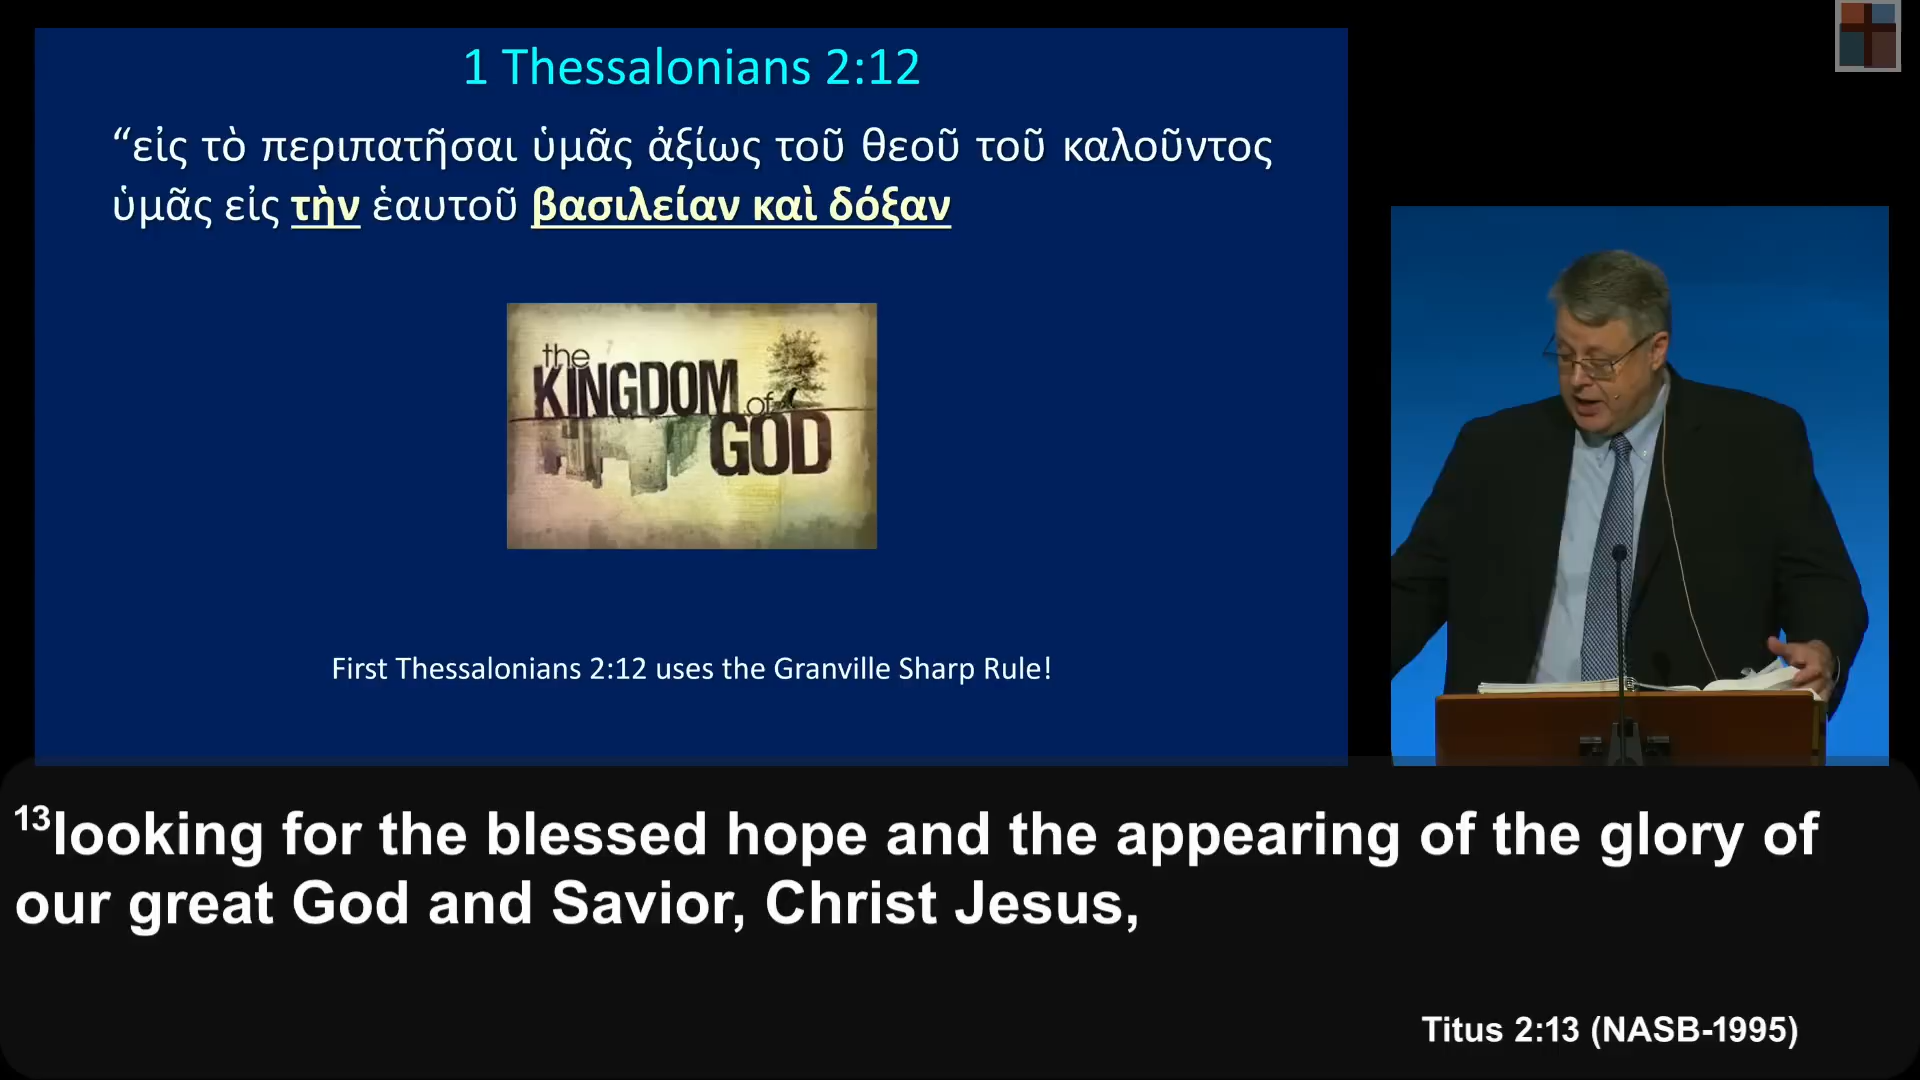 1 Thessalonians 2:12
“εἰς τὸ περιπατῆσαι ὑμᾶς ἀξίως τοῦ θεοῦ τοῦ καλοῦντος
ὑμᾶς εἰς τὴν ἑαυτοῦ βασιλείαν καὶ δόξαν
the
KINGDOM of
GOD
First Thessalonians 2:12 uses the Granville Sharp Rule!
13looking for the blessed hope and the appearing of the glory of
our great God and Savior, Christ Jesus,
Titus 2:13 (NASB-1995)